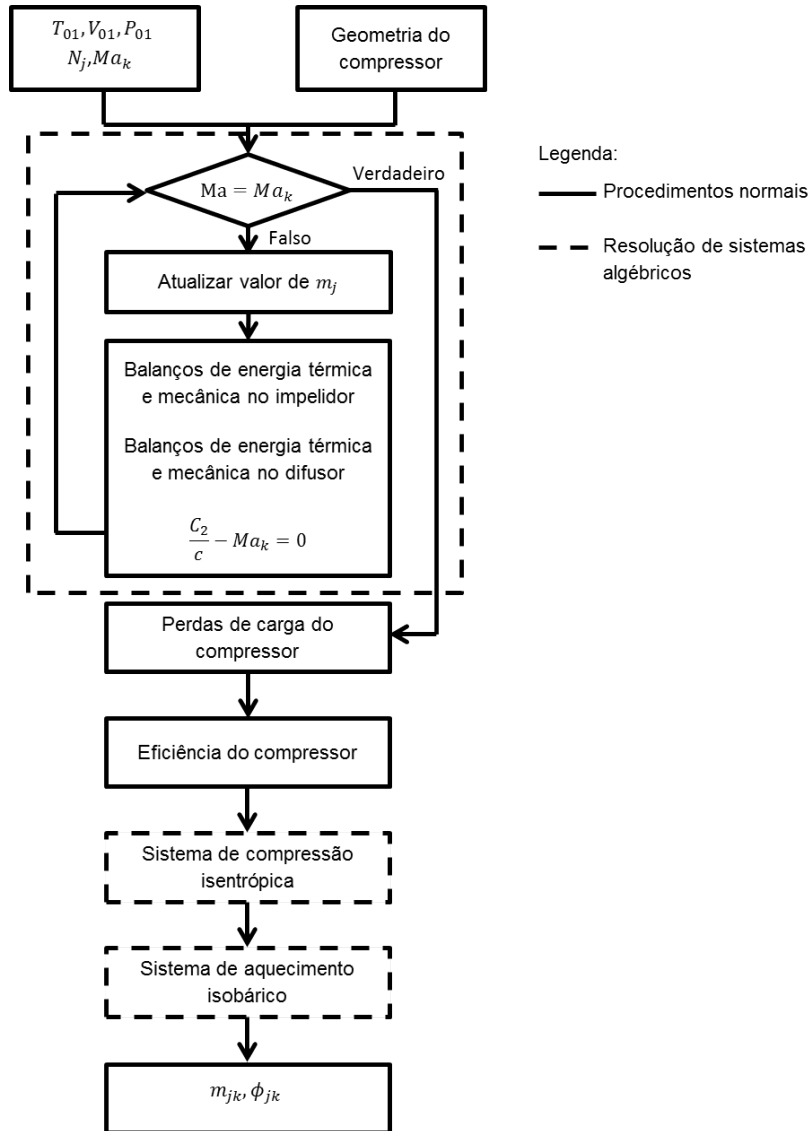 T₀₁,V₀₁,P₀₁
Nⱼ,Maₖ
Geometria do
compressor
Ma = Maₖ
Verdadeiro
Falso
Atualizar valor de mⱼ
Balanços de energia térmica
e mecânica no impelidor
Balanços de energia térmica
e mecânica no difusor
C₂/c − Maₖ = 0
Perdas de carga do
compressor
Eficiência do compressor
Sistema de compressão
isentrópica
Sistema de aquecimento
isobárico
mⱼₖ,ϕⱼₖ
Legenda:
Procedimentos normais
Resolução de sistemas
algébricos